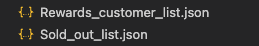 {..} Rewards_customer_list.json
{..} Sold_out_list.json